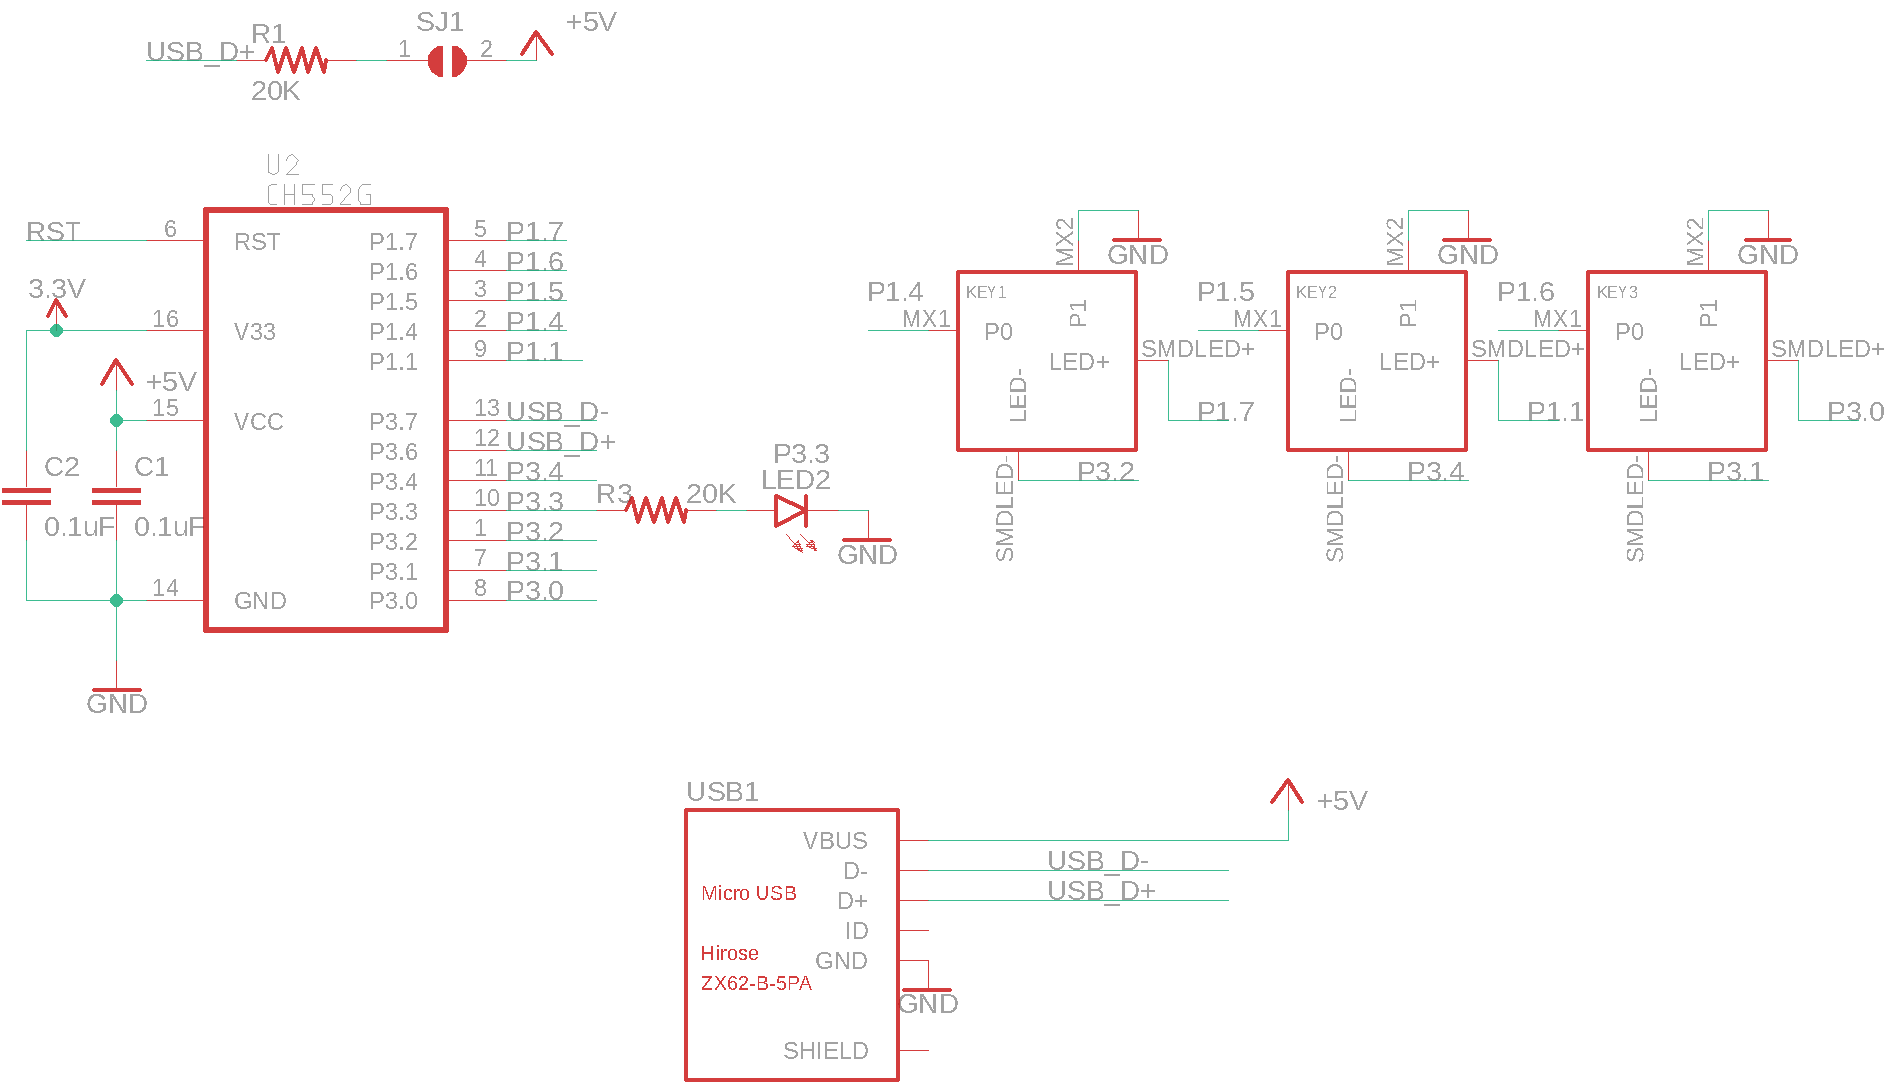 SJ1
+5V
R1
USB_D+
1
2
20K
U2
CH552G
RST
6
RST
P1.7
5
P1.7
P1.6
4
P1.6
3.3V
P1.5
3
P1.5
16
V33
P1.4
2
P1.4
P1.1
9
P1.1
+5V
15
VCC
P3.7
13
USB_D-
P3.6
12
USB_D+
C2
C1
P3.4
11
P3.4
0.1uF
0.1uF
P3.3
10
P3.3
R3
20K
P3.3
LED2
GND
P3.2
1
P3.2
P3.1
7
P3.1
14
GND
P3.0
8
P3.0
GND
MX2
GND
P1.4
MX1
KEY1
P0
P1
LED+
LED-
SMDLED+
P1.7
SMDLED-
P3.2
MX2
GND
P1.5
MX1
KEY2
P0
P1
LED+
LED-
SMDLED+
P1.1
SMDLED-
P3.4
MX2
GND
P1.6
MX1
KEY3
P0
P1
LED+
LED-
SMDLED+
P3.0
SMDLED-
P3.1
USB1
+5V
VBUS
D-
USB_D-
Micro USB
D+
USB_D+
ID
Hirose
GND
ZX62-B-5PA
GND
SHIELD